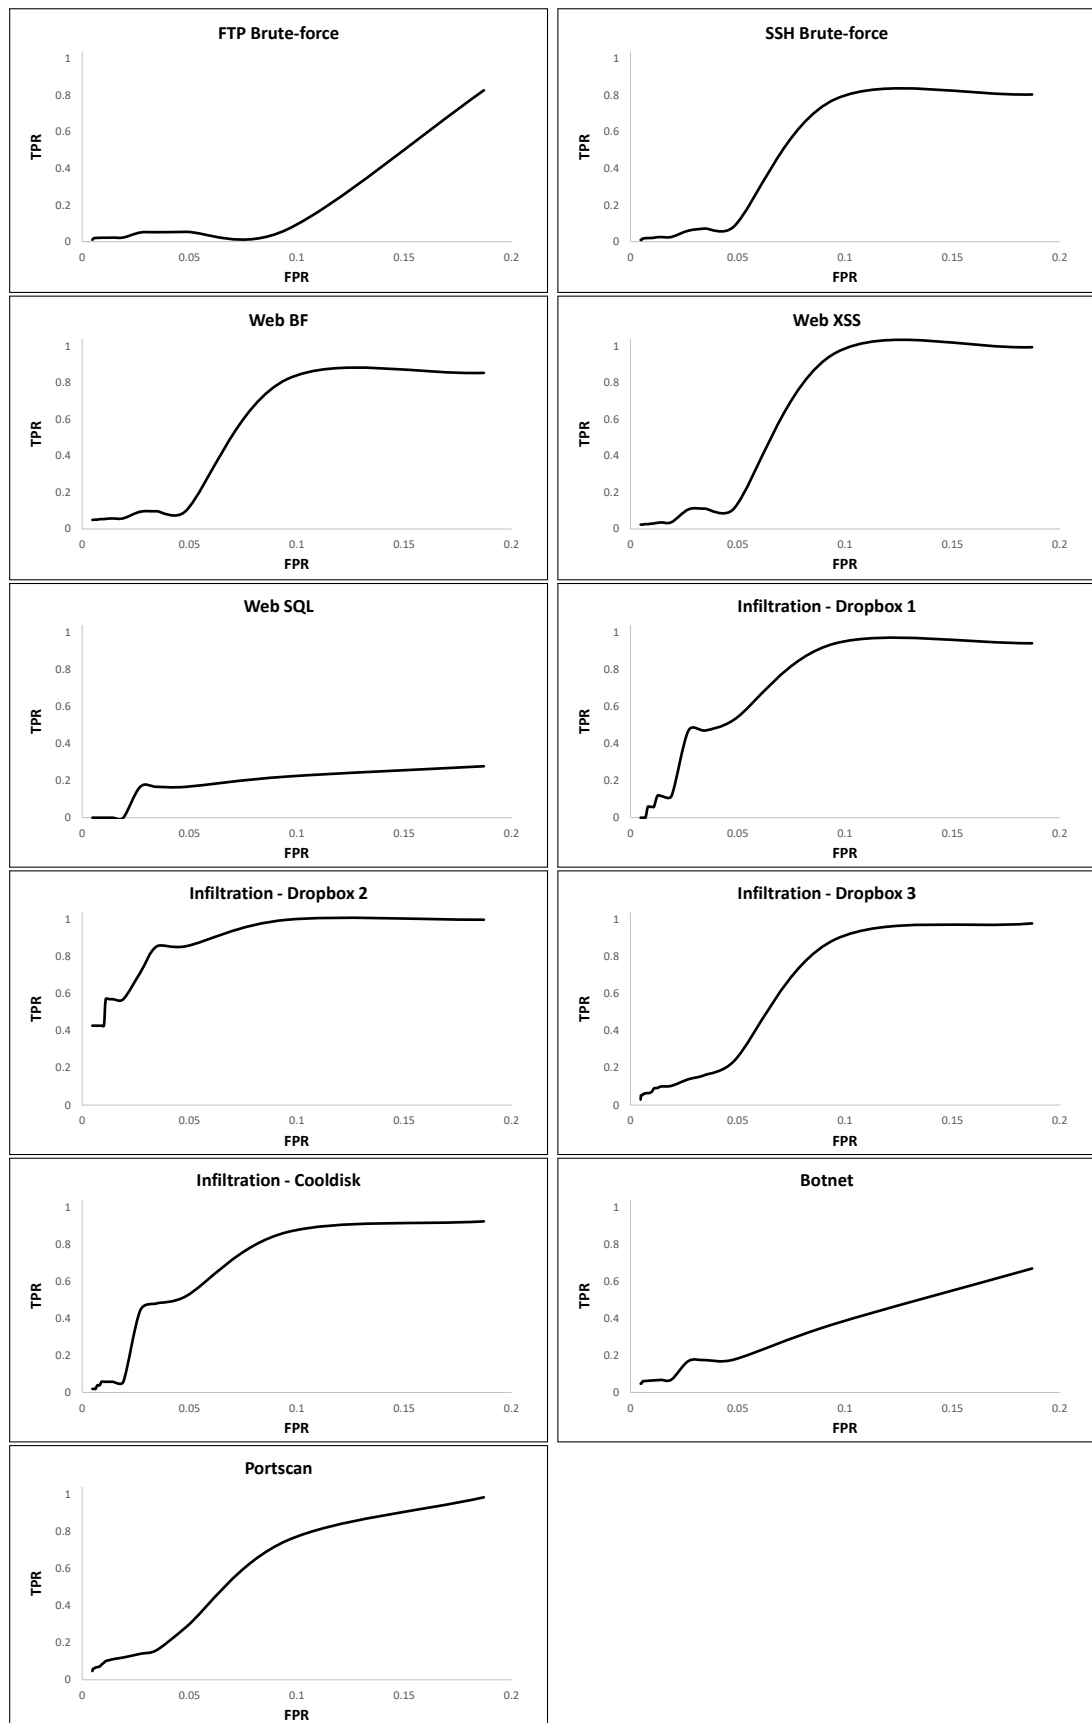 FTP Brute-force
1
0.8
0.6
0.4
0.2
0
TPR
0 0.05 0.1 0.15 0.2
FPR
SSH Brute-force
1
0.8
0.6
0.4
0.2
0
TPR
0 0.05 0.1 0.15 0.2
FPR
Web BF
1
0.8
0.6
0.4
0.2
0
TPR
0 0.05 0.1 0.15 0.2
FPR
Web XSS
1
0.8
0.6
0.4
0.2
0
TPR
0 0.05 0.1 0.15 0.2
FPR
Web SQL
1
0.8
0.6
0.4
0.2
0
TPR
0 0.05 0.1 0.15 0.2
FPR
Infiltration - Dropbox 1
1
0.8
0.6
0.4
0.2
0
TPR
0 0.05 0.1 0.15 0.2
FPR
Infiltration - Dropbox 2
1
0.8
0.6
0.4
0.2
0
TPR
0 0.05 0.1 0.15 0.2
FPR
Infiltration - Dropbox 3
1
0.8
0.6
0.4
0.2
0
TPR
0 0.05 0.1 0.15 0.2
FPR
Infiltration - Cooldisk
1
0.8
0.6
0.4
0.2
0
TPR
0 0.05 0.1 0.15 0.2
FPR
Botnet
1
0.8
0.6
0.4
0.2
0
TPR
0 0.05 0.1 0.15 0.2
FPR
Portscan
1
0.8
0.6
0.4
0.2
0
TPR
0 0.05 0.1 0.15 0.2
FPR